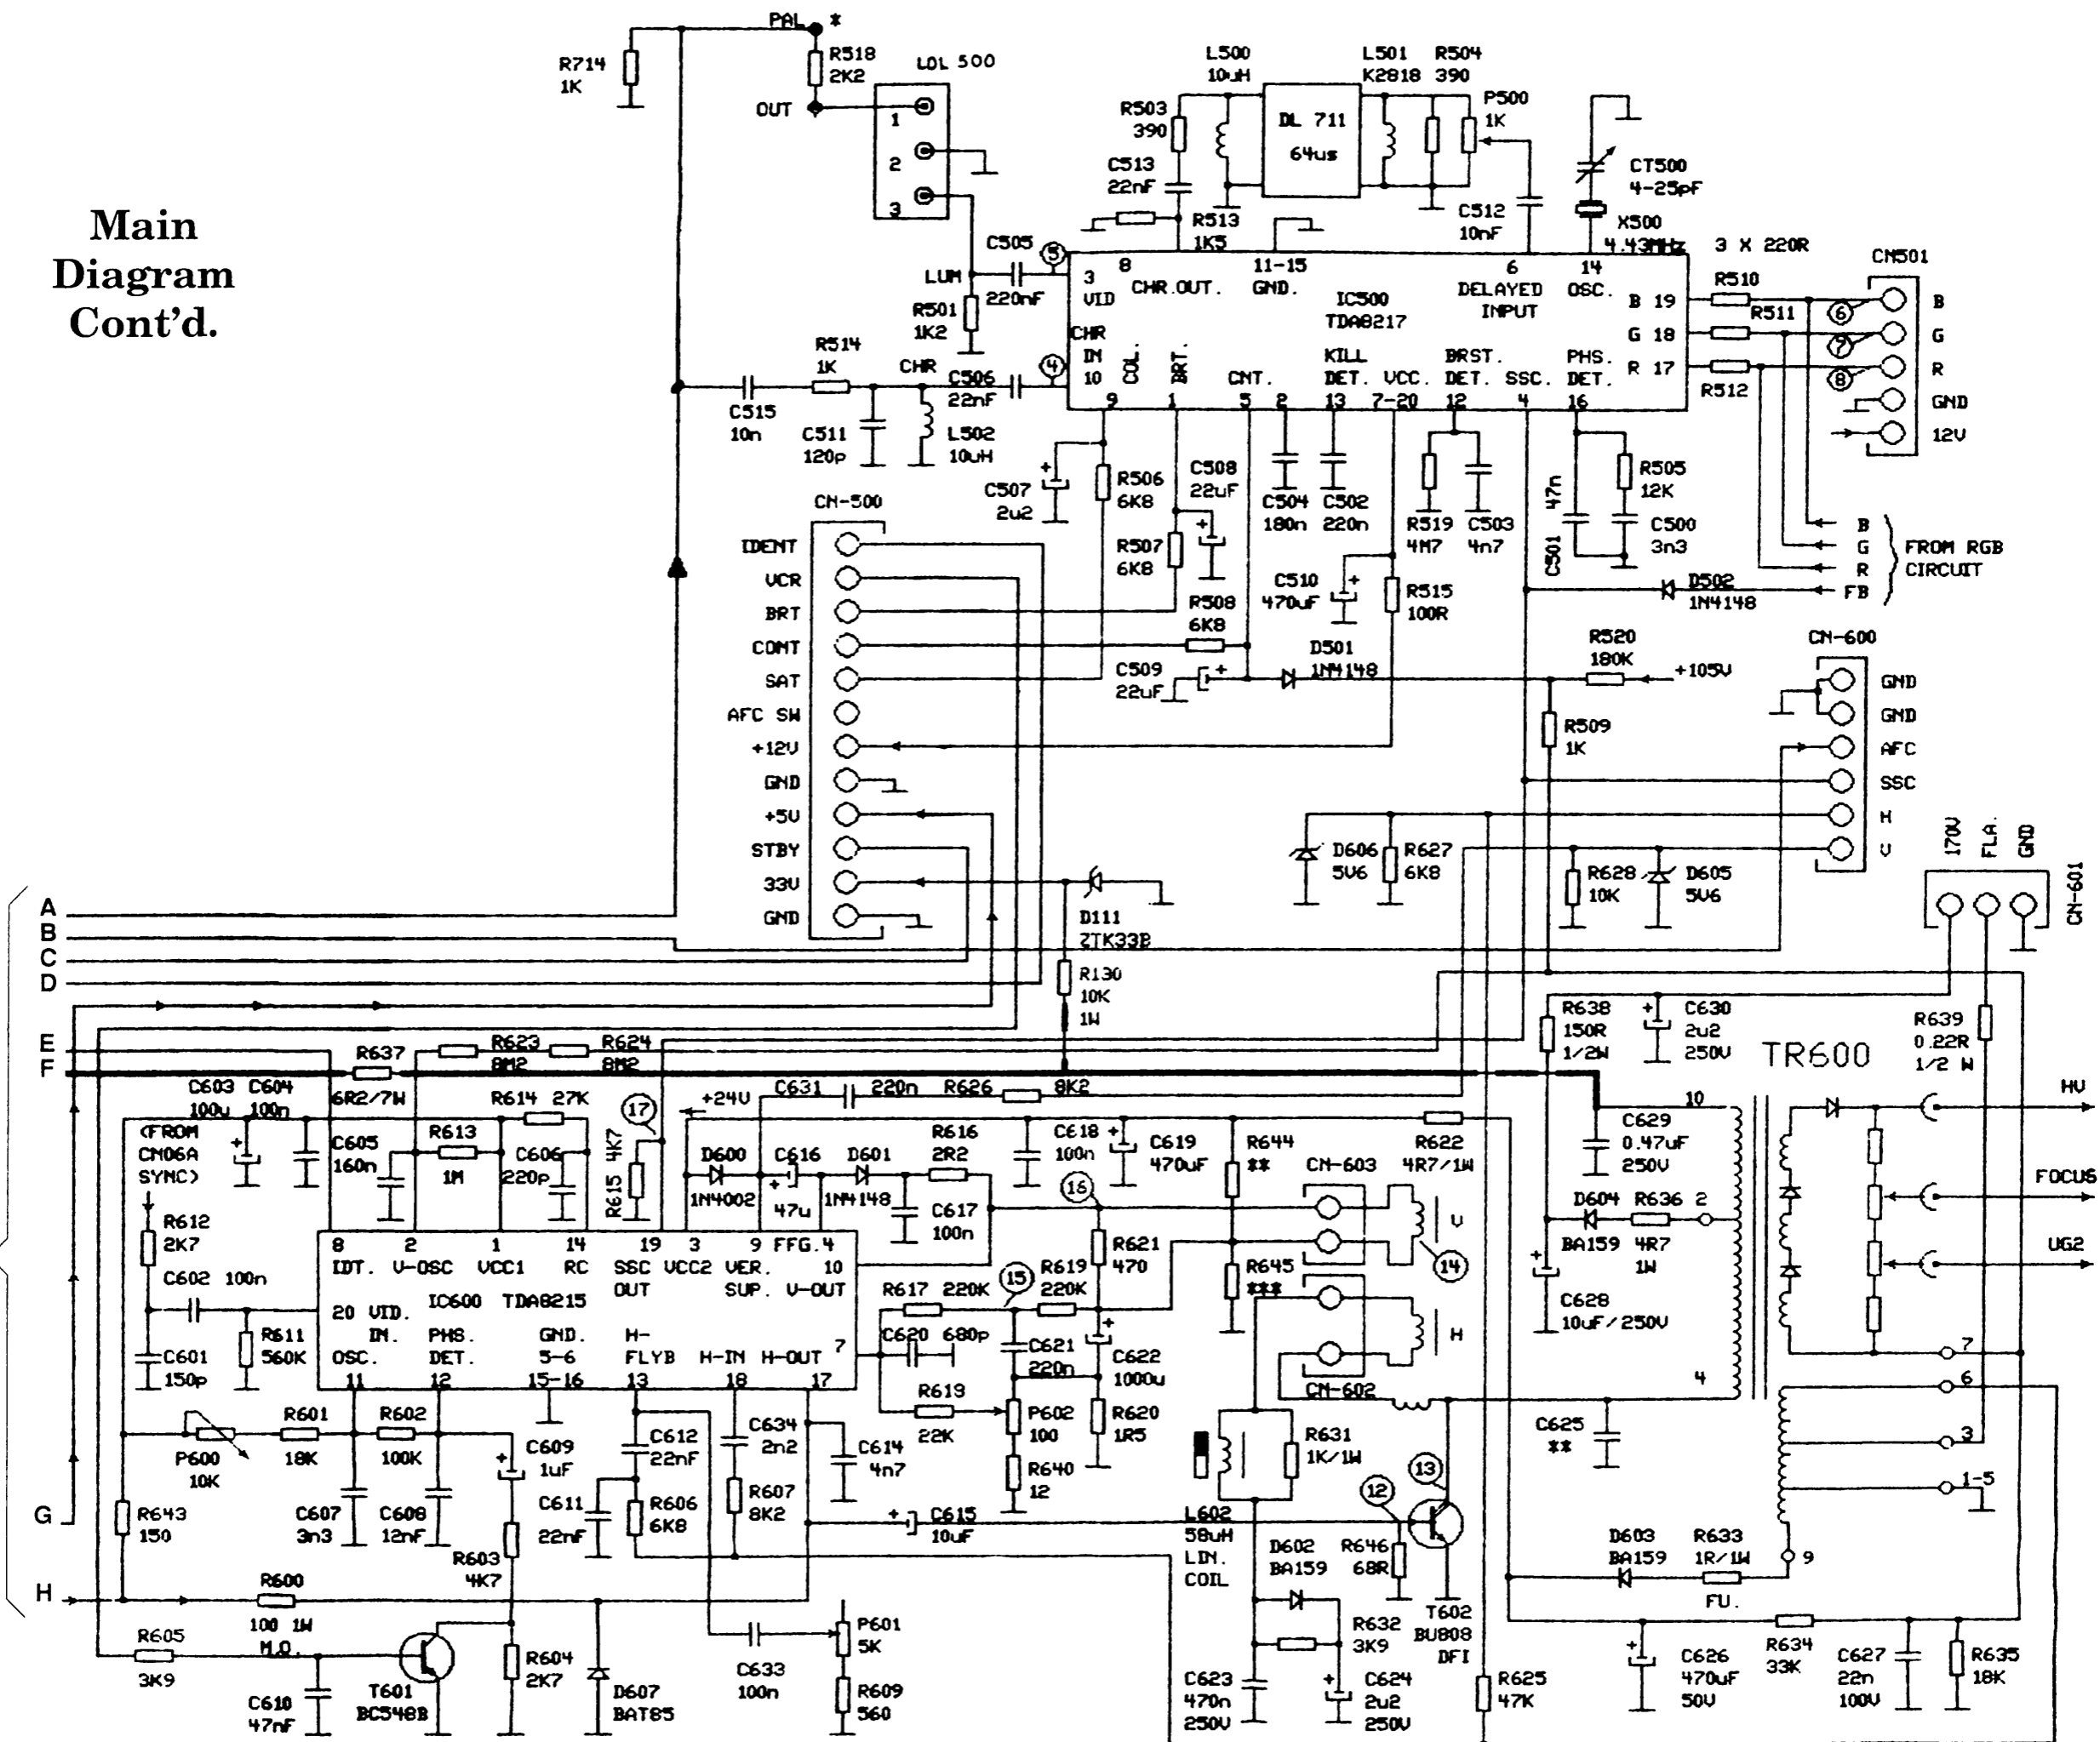 Main
Diagram
Cont'd.
PAL *
R714
1K
R518
2K2
OUT
LOL 500
1
2
3
LUM
R501
1K2
C505
220nF
5
R503
390
C513
22nF
L500
10uH
DL 711
64us
L501
K2818
R504
390
P500
1K
R513
1K5
C512
10nF
CT500
4-25pF
X500
4.43MHz
3 X 220R
CN501
C515
10n
R514
1K
C511
120p
CHR
L502
10uH
C506
22nF
4
3
VID
8
CHR.OUT.
11-15
GND.
IC500
TDA8217
6
DELAYED
INPUT
14
OSC.
B 19
G 18
R 17
CHR
IN
10
COL.
9
BRT.
1
CNT.
5
2
KILL
DET.
13
VCC.
7-20
BRST.
DET.
12
SSC.
4
PHS.
DET.
16
R510
R511
R512
6
7
8
B
G
R
GND
12V
C507
2u2
R506
6K8
C508
22uF
R507
6K8
C504
180n
C502
220n
R519
4M7
C503
4n7
C501 47n
R505
12K
C500
3n3
B
G
R
FB
FROM RGB
CIRCUIT
D502
1N4148
C510
470uF
R515
100R
R508
6K8
C509
22uF
D501
1N4148
R520
180K
+105V
R509
1K
CN-500
IDENT
VCR
BRT
CONT
SAT
AFC SW
+12V
GND
+5V
STBY
33V
GND
D111
ZTK33B
R130
10K
1W
CN-600
GND
GND
AFC
SSC
H
V
D606
5V6
R627
6K8
R628
10K
D605
5V6
170V
FLA.
GND
CN-601
A
B
C
D
E
F
G
H
R637
6R2/7W
R623
8M2
R624
8M2
R638
150R
1/2W
C630
2u2
250V
R639
0.22R
1/2 W
TR600
HV
FOCUS
UG2
C603
100u
C604
100n
(FROM
CN06A
SYNC)
C605
160n
R613
1M
R614 27K
C606
220p
17
R615 4K7
+24V
D600
1N4002
C631
220n
R626
8K2
C616
47u
D601
1N4148
R616
2R2
C617
100n
C618
100n
C619
470uF
16
R644
**
R622
4R7/1W
CN-603
V
14
R645
***
H
CN-602
10
C629
0.47uF
250V
D604
BA159
R636
4R7
1W
2
C628
10uF/250V
4
7
6
3
1-5
9
R612
2K7
C602 100n
C601
150p
R611
560K
8
IDT.
2
V-OSC
1
VCC1
14
RC
19
SSC
OUT
3
VCC2
9
VER.
SUP.
FFG.4
10
V-OUT
20 VID.
IN.
IC600 TDA8215
OSC.
11
PHS.
DET.
12
GND.
5-6
15-16
H-
FLYB
13
H-IN
18
H-OUT
17
7
R617 220K
15
R619
220K
R621
470
C620 680p
C621
220n
C622
1000u
R613
22K
P602
100
R620
1R5
R640
12
P600
10K
R601
18K
R602
100K
C607
3n3
C608
12nF
C609
1uF
C612
22nF
C611
22nF
R606
6K8
C634
2n2
R607
8K2
C614
4n7
C615
10uF
R643
150
R603
4K7
R600
100 1W
M.O.
R605
3K9
C610
47nF
T601
BC548B
R604
2K7
D607
BAT85
C633
100n
P601
5K
R609
560
L602
58uH
LIN.
COIL
R631
1K/1W
12
13
C625
**
D602
BA159
R646
68R
T602
BU808
DFI
R632
3K9
C623
470n
250V
C624
2u2
250V
R625
47K
D603
BA159
R633
1R/1W
FU.
C626
470uF
50V
R634
33K
C627
22n
100V
R635
18K